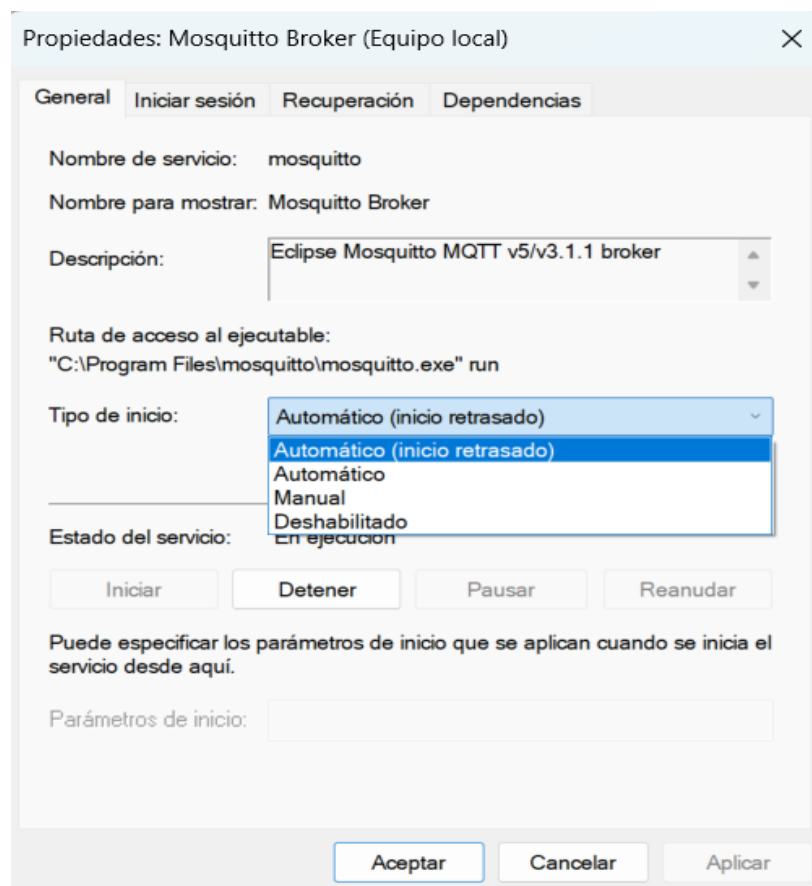 Propiedades: Mosquitto Broker (Equipo local)
General Iniciar sesión Recuperación Dependencias
Nombre de servicio: mosquitto
Nombre para mostrar: Mosquitto Broker
Descripción: Eclipse Mosquitto MQTT v5/v3.1.1 broker
Ruta de acceso al ejecutable:
"C:\Program Files\mosquitto\mosquitto.exe" run
Tipo de inicio: Automático (inicio retrasado)
Automático (inicio retrasado)
Automático
Manual
Deshabilitado
Estado del servicio: En ejecución
Iniciar Detener Pausar Reanudar
Puede especificar los parámetros de inicio que se aplican cuando se inicia el
servicio desde aquí.
Parámetros de inicio:
Aceptar Cancelar Aplicar